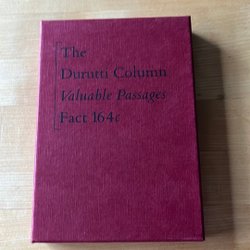 The
Durutti Column
Valuable Passages
Fact 164c